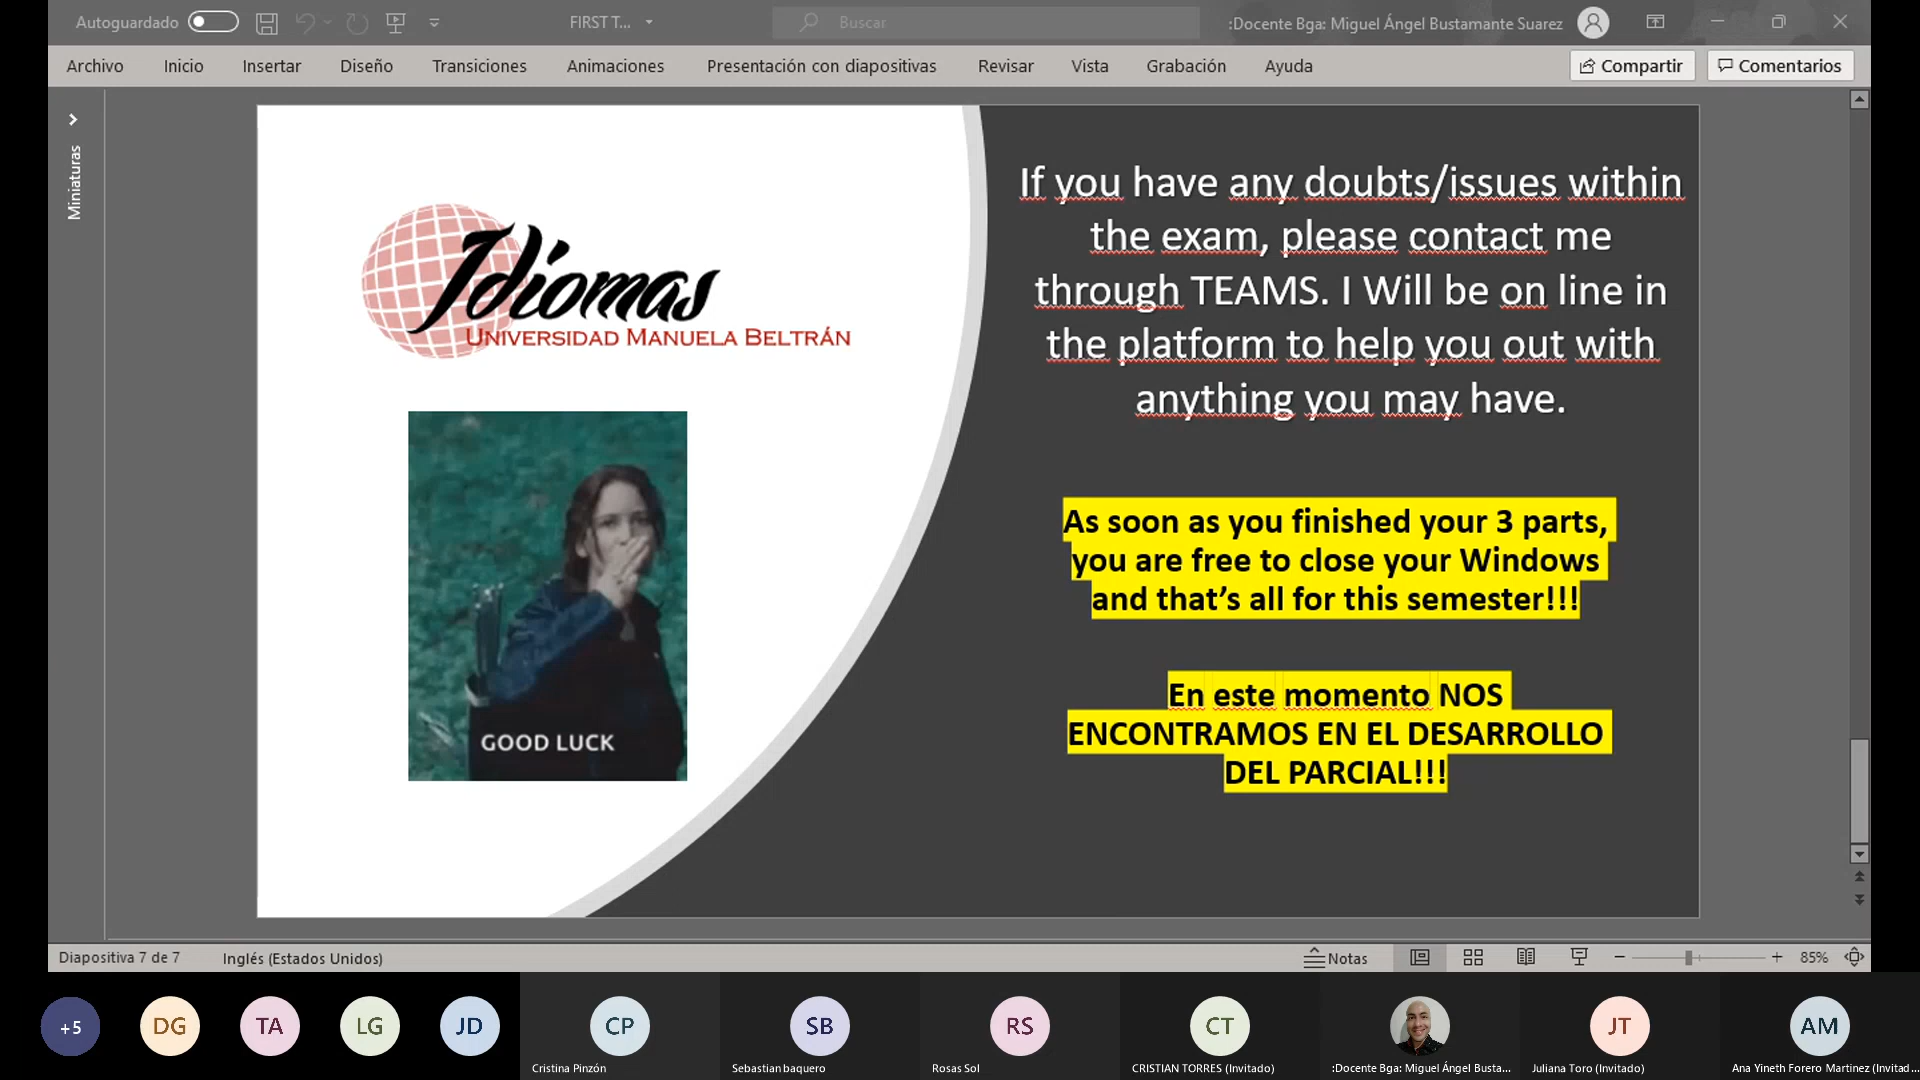 Autoguardado
FIRST T...
Buscar
:Docente Bga: Miguel Ángel Bustamante Suarez
Archivo Inicio Insertar Diseño Transiciones Animaciones Presentación con diapositivas Revisar Vista Grabación Ayuda
Compartir Comentarios
Miniaturas
Idiomas
UNIVERSIDAD MANUELA BELTRÁN
GOOD LUCK
If you have any doubts/issues within
the exam, please contact me
through TEAMS. I Will be on line in
the platform to help you out with
anything you may have.
As soon as you finished your 3 parts,
you are free to close your Windows
and that’s all for this semester!!!
En este momento NOS
ENCONTRAMOS EN EL DESARROLLO
DEL PARCIAL!!!
Diapositiva 7 de 7 Inglés (Estados Unidos) Notas 85%
+5 DG TA LG JD CP SB RS CT JT AM
Cristina Pinzón Sebastian baquero Rosas Sol CRISTIAN TORRES (Invitado) :Docente Bga: Miguel Ángel Busta... Juliana Toro (Invitado) Ana Yineth Forero Martinez (Invitad...